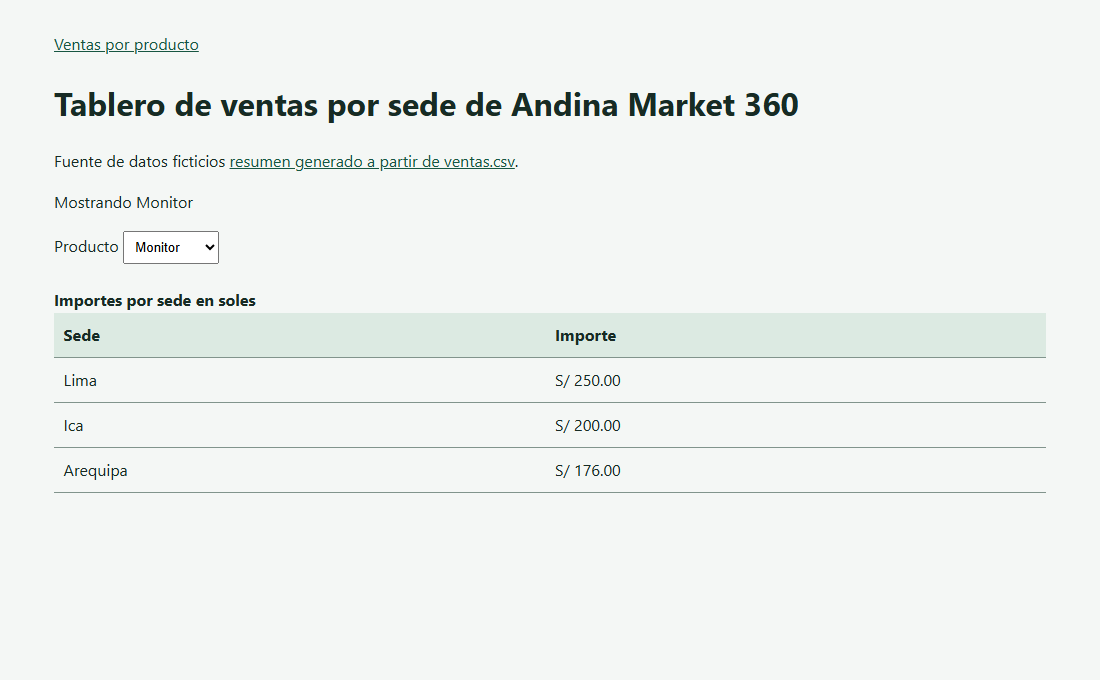 Ventas por producto
Tablero de ventas por sede de Andina Market 360
Fuente de datos ficticios resumen generado a partir de ventas.csv.
Mostrando Monitor
Producto Monitor
Importes por sede en soles
Sede Importe
Lima S/ 250.00
Ica S/ 200.00
Arequipa S/ 176.00